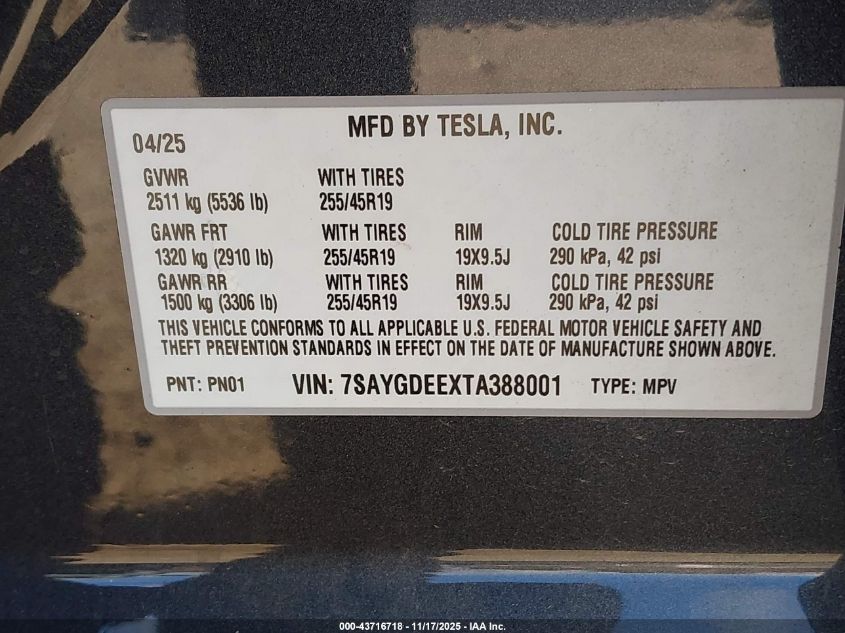 MFD BY TESLA, INC.
04/25
GVWR WITH TIRES
2511 kg (5536 lb) 255/45R19
GAWR FRT WITH TIRES RIM COLD TIRE PRESSURE
1320 kg (2910 lb) 255/45R19 19X9.5J 290 kPa, 42 psi
GAWR RR WITH TIRES RIM COLD TIRE PRESSURE
1500 kg (3306 lb) 255/45R19 19X9.5J 290 kPa, 42 psi
THIS VEHICLE CONFORMS TO ALL APPLICABLE U.S. FEDERAL MOTOR VEHICLE SAFETY AND
THEFT PREVENTION STANDARDS IN EFFECT ON THE DATE OF MANUFACTURE SHOWN ABOVE.
PNT: PN01 VIN: 7SAYGDEEXTA388001 TYPE: MPV
000-43716718 - 11/17/2025 - IAA Inc.